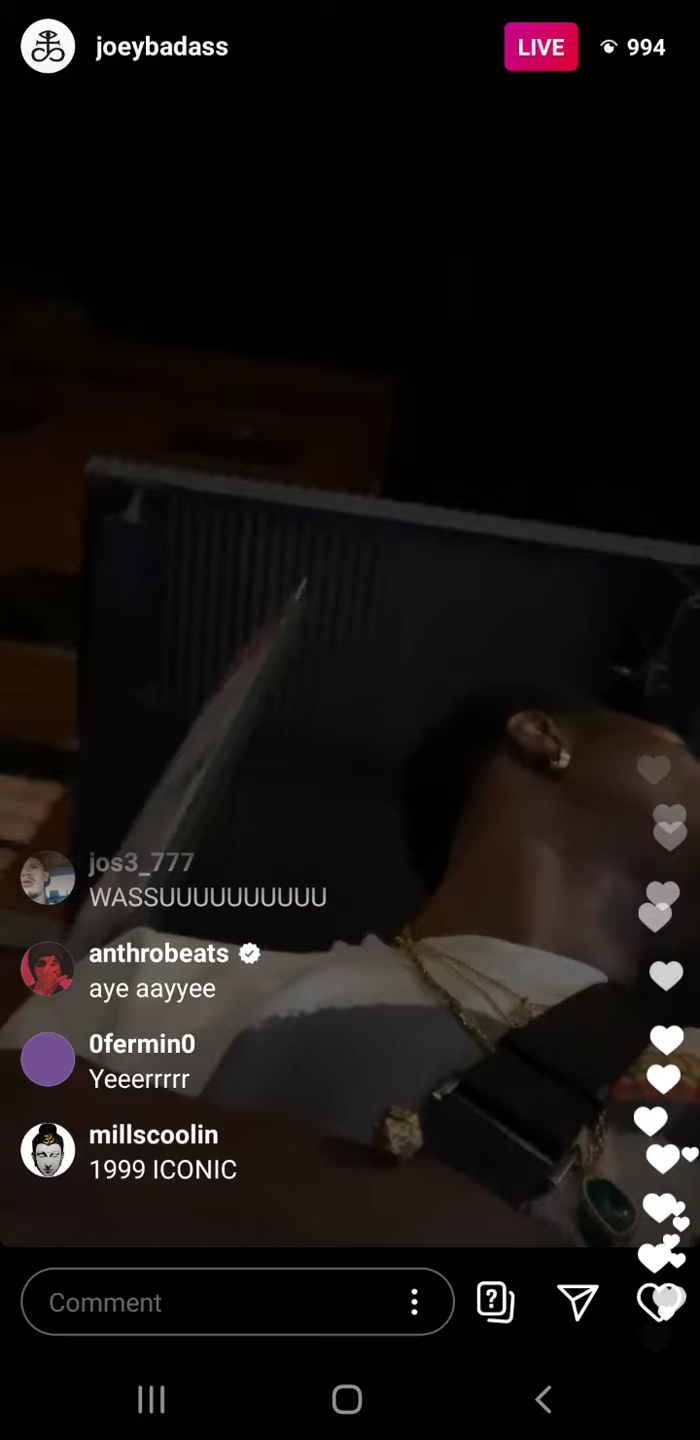 joeybadass
LIVE
994
jos3_777
WASSUUUUUUUUUU
anthrobeats
aye aayyee
0fermin0
Yeeerrrrr
millscoolin
1999 ICONIC
Comment